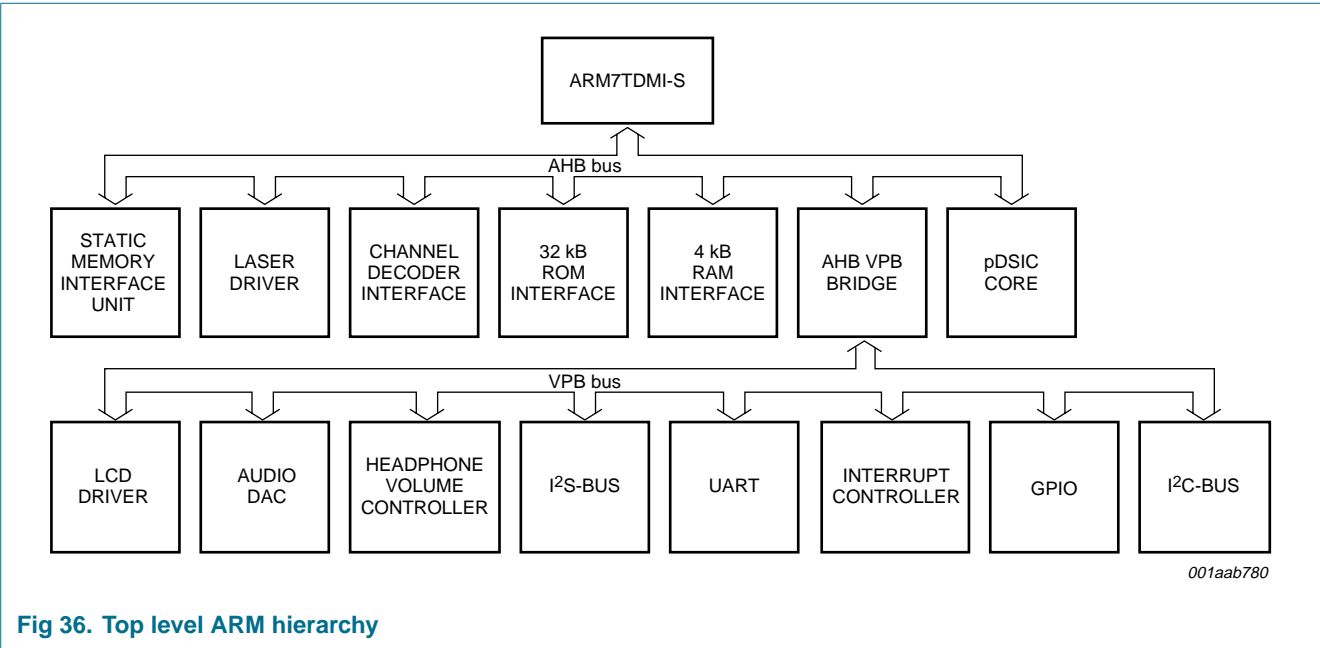 ARM7TDMI-S
AHB bus
STATIC
MEMORY
INTERFACE
UNIT
LASER
DRIVER
CHANNEL
DECODER
INTERFACE
32 kB
ROM
INTERFACE
4 kB
RAM
INTERFACE
AHB VPB
BRIDGE
pDSIC
CORE
VPB bus
LCD
DRIVER
AUDIO
DAC
HEADPHONE
VOLUME
CONTROLLER
I²S-BUS
UART
INTERRUPT
CONTROLLER
GPIO
I²C-BUS
001aab780
Fig 36. Top level ARM hierarchy